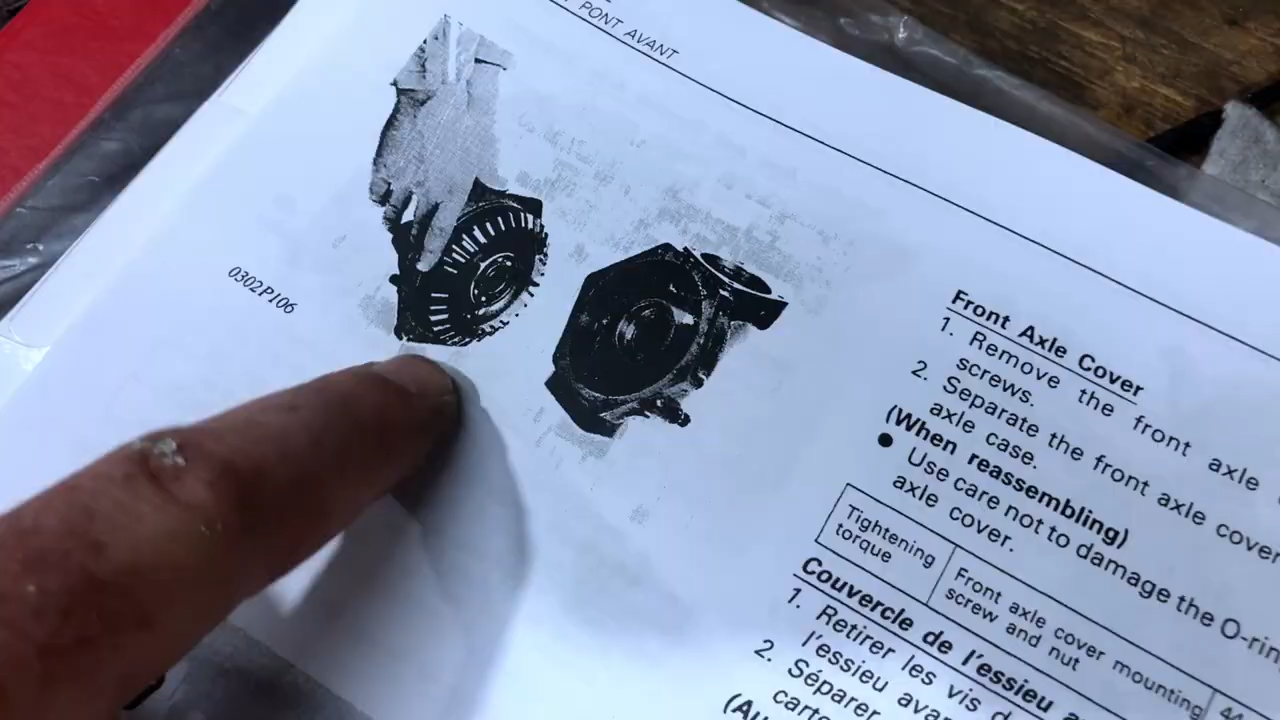 PONT AVANT
0302P106
Front Axle Cover
1. Remove the front axle
screws.
2. Separate the front axle cover
axle case.
(When reassembling)
● Use care not to damage the O-rin
axle cover.
Tightening
torque
Front axle cover mounting
screw and nut
Couvercle de l'essieu a
1. Retirer les vis d
l'essieu avan
2. Séparer
carte
(Au